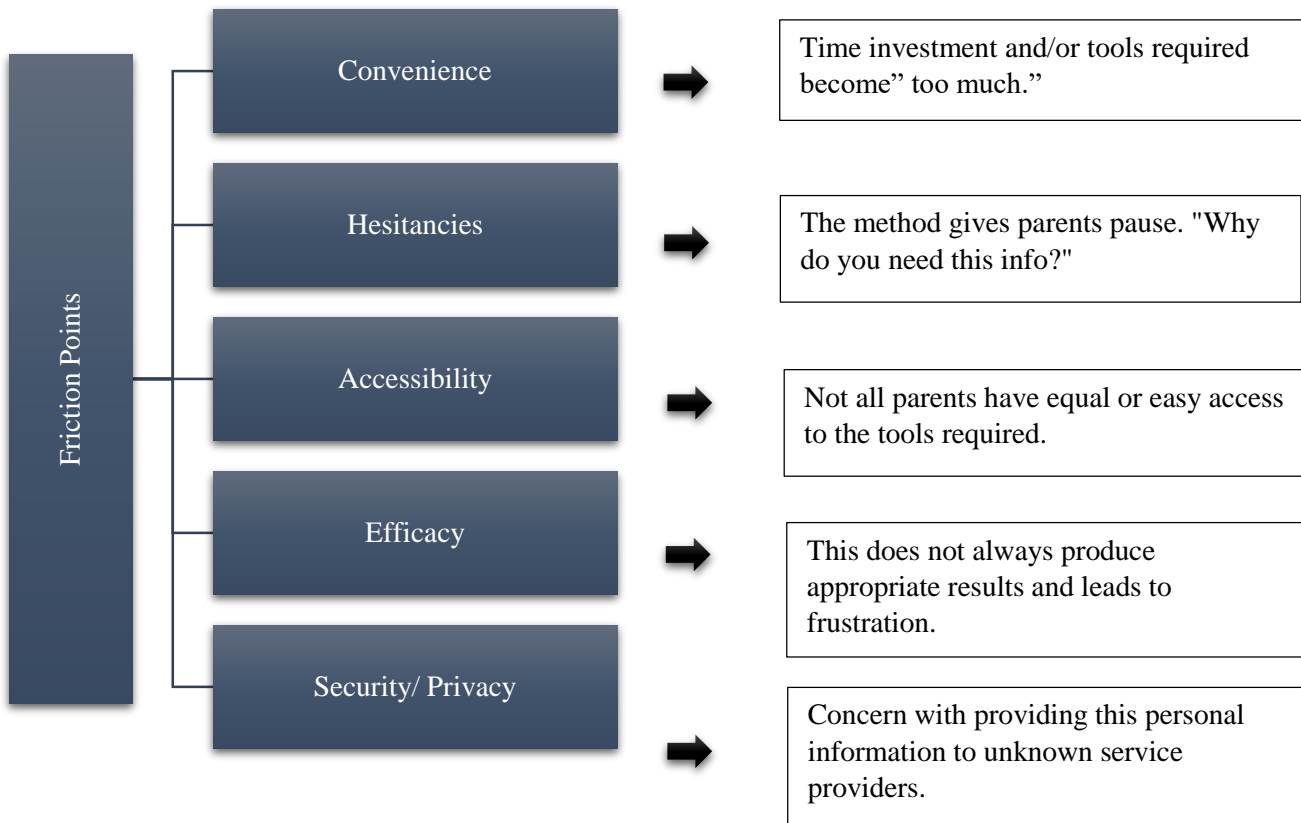 Friction Points
Convenience
Time investment and/or tools required
become” too much.”
Hesitancies
The method gives parents pause. "Why
do you need this info?"
Accessibility
Not all parents have equal or easy access
to the tools required.
Efficacy
This does not always produce
appropriate results and leads to
frustration.
Security/ Privacy
Concern with providing this personal
information to unknown service
providers.